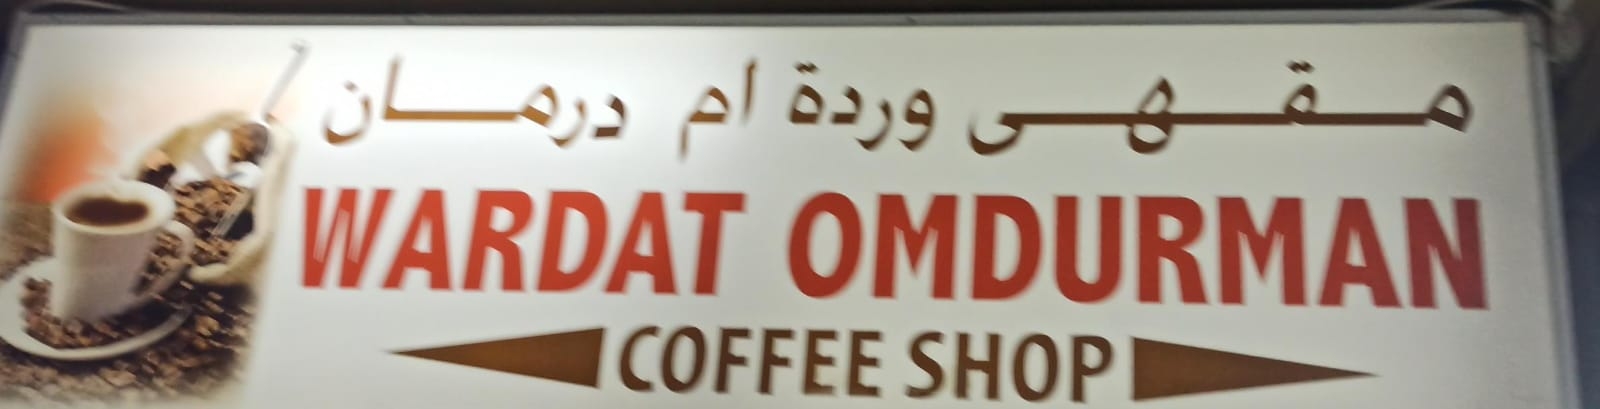 مقهى وردة ام درمان
WARDAT OMDURMAN
COFFEE SHOP